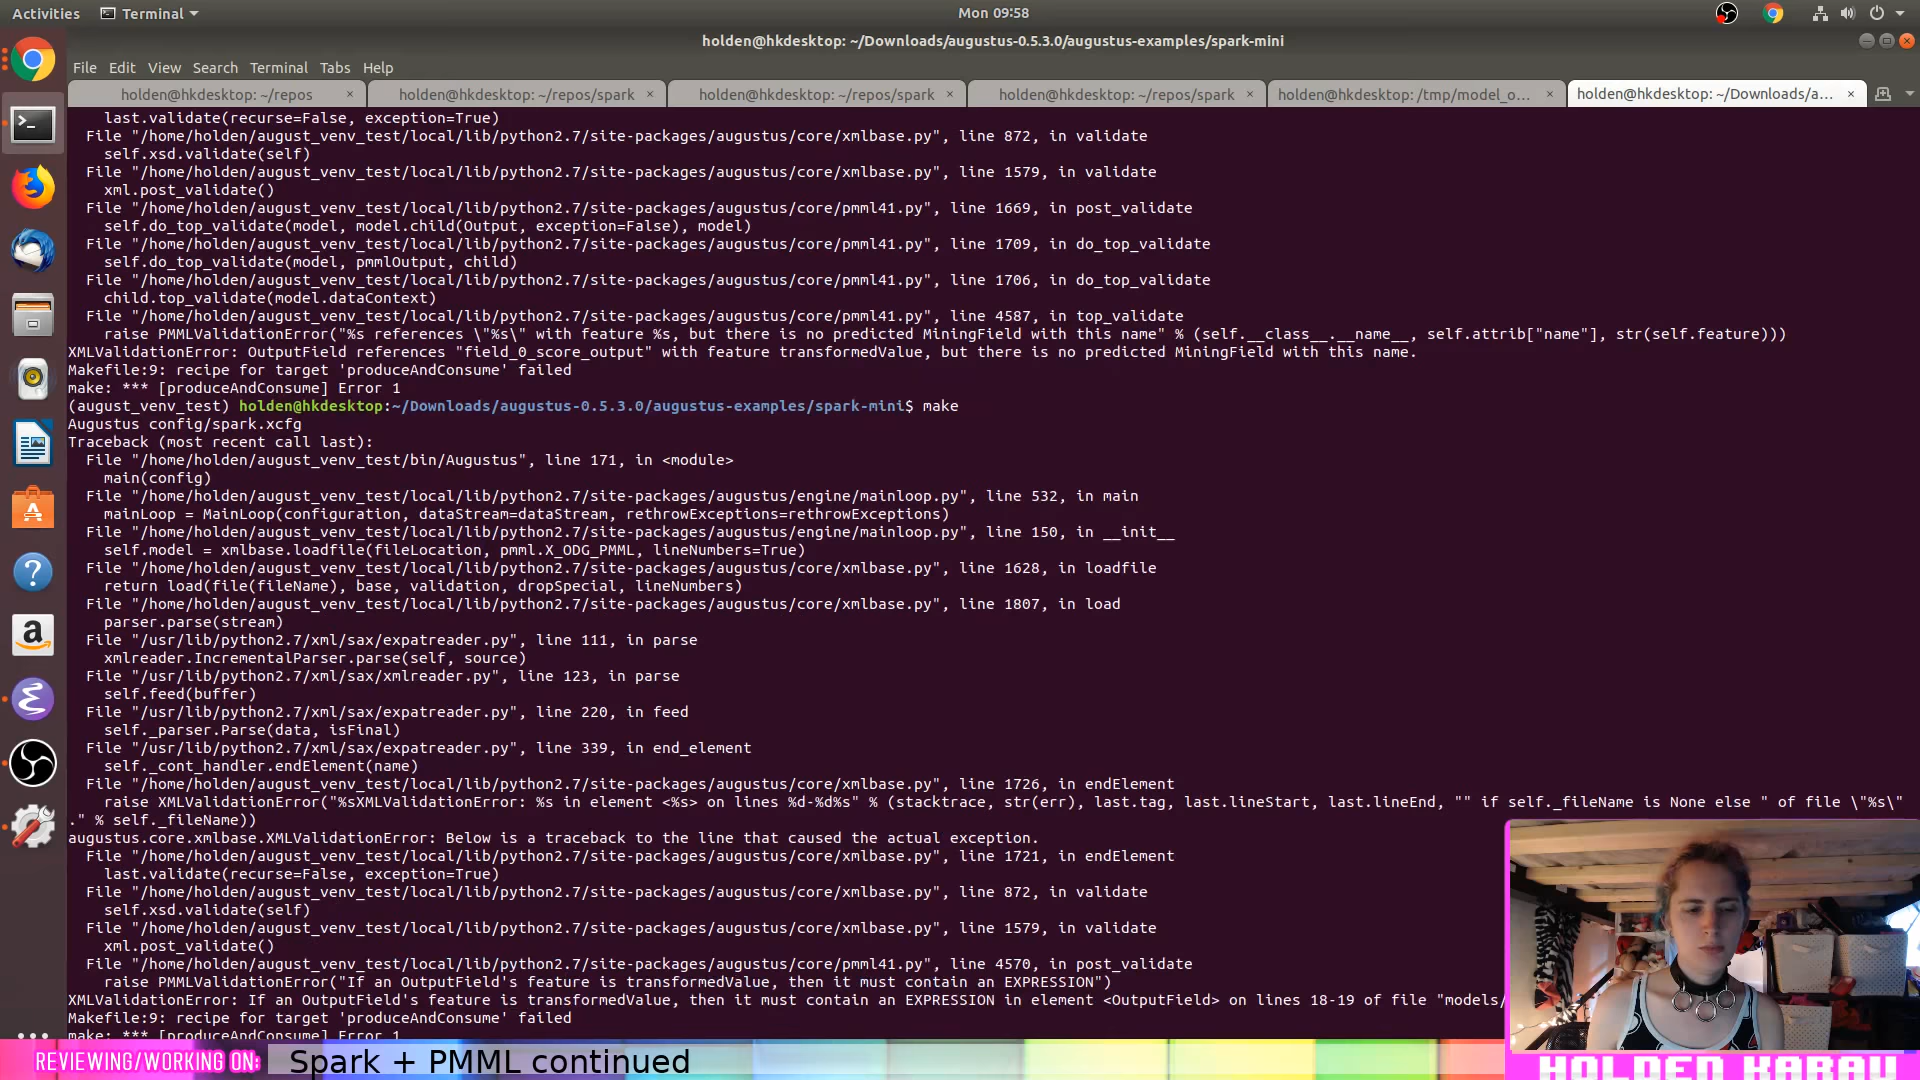 Activities Terminal Mon 09:58
holden@hkdesktop: ~/Downloads/augustus-0.5.3.0/augustus-examples/spark-mini
File Edit View Search Terminal Tabs Help
holden@hkdesktop: ~/repos × holden@hkdesktop: ~/repos/spark × holden@hkdesktop: ~/repos/spark × holden@hkdesktop: ~/repos/spark × holden@hkdesktop: /tmp/model_o... × holden@hkdesktop: ~/Downloads/a... ×
last.validate(recurse=False, exception=True)
File "/home/holden/august_venv_test/local/lib/python2.7/site-packages/augustus/core/xmlbase.py", line 872, in validate
self.xsd.validate(self)
File "/home/holden/august_venv_test/local/lib/python2.7/site-packages/augustus/core/xmlbase.py", line 1579, in validate
xml.post_validate()
File "/home/holden/august_venv_test/local/lib/python2.7/site-packages/augustus/core/pmml41.py", line 1669, in post_validate
self.do_top_validate(model, model.child(Output, exception=False), model)
File "/home/holden/august_venv_test/local/lib/python2.7/site-packages/augustus/core/pmml41.py", line 1709, in do_top_validate
self.do_top_validate(model, pmmlOutput, child)
File "/home/holden/august_venv_test/local/lib/python2.7/site-packages/augustus/core/pmml41.py", line 1706, in do_top_validate
child.top_validate(model.dataContext)
File "/home/holden/august_venv_test/local/lib/python2.7/site-packages/augustus/core/pmml41.py", line 4587, in top_validate
raise PMMLValidationError("%s references \"%s\" with feature %s, but there is no predicted MiningField with this name" % (self.__class__.__name__, self.attrib["name"], str(self.feature)))
XMLValidationError: OutputField references "field_0_score_output" with feature transformedValue, but there is no predicted MiningField with this name.
Makefile:9: recipe for target 'produceAndConsume' failed
make: *** [produceAndConsume] Error 1
(august_venv_test) holden@hkdesktop:~/Downloads/augustus-0.5.3.0/augustus-examples/spark-mini$ make
Augustus config/spark.xcfg
Traceback (most recent call last):
File "/home/holden/august_venv_test/bin/Augustus", line 171, in <module>
main(config)
File "/home/holden/august_venv_test/local/lib/python2.7/site-packages/augustus/engine/mainloop.py", line 532, in main
mainLoop = MainLoop(configuration, dataStream=dataStream, rethrowExceptions=rethrowExceptions)
File "/home/holden/august_venv_test/local/lib/python2.7/site-packages/augustus/engine/mainloop.py", line 150, in __init__
self.model = xmlbase.loadfile(fileLocation, pmml.X_ODG_PMML, lineNumbers=True)
File "/home/holden/august_venv_test/local/lib/python2.7/site-packages/augustus/core/xmlbase.py", line 1628, in loadfile
return load(file(fileName), base, validation, dropSpecial, lineNumbers)
File "/home/holden/august_venv_test/local/lib/python2.7/site-packages/augustus/core/xmlbase.py", line 1807, in load
parser.parse(stream)
File "/usr/lib/python2.7/xml/sax/expatreader.py", line 111, in parse
xmlreader.IncrementalParser.parse(self, source)
File "/usr/lib/python2.7/xml/sax/xmlreader.py", line 123, in parse
self.feed(buffer)
File "/usr/lib/python2.7/xml/sax/expatreader.py", line 220, in feed
self._parser.Parse(data, isFinal)
File "/usr/lib/python2.7/xml/sax/expatreader.py", line 339, in end_element
self._cont_handler.endElement(name)
File "/home/holden/august_venv_test/local/lib/python2.7/site-packages/augustus/core/xmlbase.py", line 1726, in endElement
raise XMLValidationError("%sXMLValidationError: %s in element <%s> on lines %d-%d%s" % (stacktrace, str(err), last.tag, last.lineStart, last.lineEnd, "" if self._fileName is None else " of file \"%s\"
." % self._fileName))
augustus.core.xmlbase.XMLValidationError: Below is a traceback to the line that caused the actual exception.
File "/home/holden/august_venv_test/local/lib/python2.7/site-packages/augustus/core/xmlbase.py", line 1721, in endElement
last.validate(recurse=False, exception=True)
File "/home/holden/august_venv_test/local/lib/python2.7/site-packages/augustus/core/xmlbase.py", line 872, in validate
self.xsd.validate(self)
File "/home/holden/august_venv_test/local/lib/python2.7/site-packages/augustus/core/xmlbase.py", line 1579, in validate
xml.post_validate()
File "/home/holden/august_venv_test/local/lib/python2.7/site-packages/augustus/core/pmml41.py", line 4570, in post_validate
raise PMMLValidationError("If an OutputField's feature is transformedValue, then it must contain an EXPRESSION")
XMLValidationError: If an OutputField's feature is transformedValue, then it must contain an EXPRESSION in element <OutputField> on lines 18-19 of file "models/
Makefile:9: recipe for target 'produceAndConsume' failed
make: *** [produceAndConsume] Error 1
REVIEWING/WORKING ON: Spark + PMML continued
HOLDEN KARAU